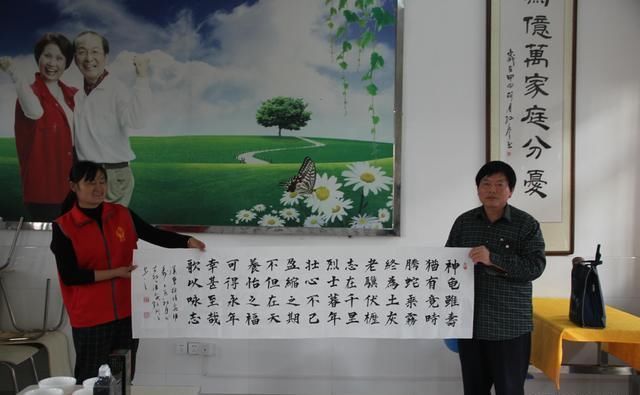 為億萬家庭分憂
神龜雖壽
猶有竟時
騰蛇乘霧
終為土灰
老驥伏櫪
志在千里
烈士暮年
壯心不已
盈縮之期
不但在天
養怡之福
可得永年
幸甚至哉
歌以咏志